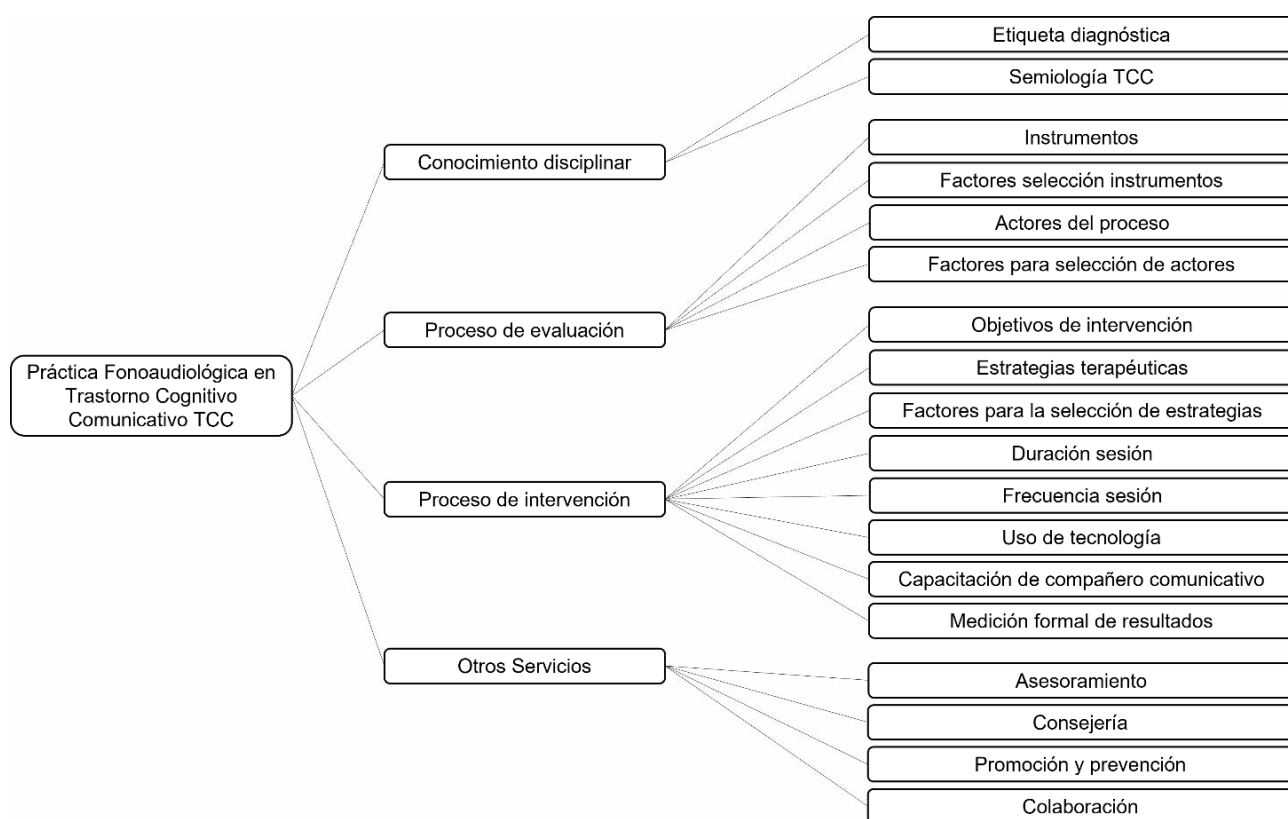 Práctica Fonoaudiológica en
Trastorno Cognitivo
Comunicativo TCC
Conocimiento disciplinar
Etiqueta diagnóstica
Semiología TCC
Proceso de evaluación
Instrumentos
Factores selección instrumentos
Actores del proceso
Factores para selección de actores
Proceso de intervención
Objetivos de intervención
Estrategias terapéuticas
Factores para la selección de estrategias
Duración sesión
Frecuencia sesión
Uso de tecnología
Capacitación de compañero comunicativo
Medición formal de resultados
Otros Servicios
Asesoramiento
Consejería
Promoción y prevención
Colaboración